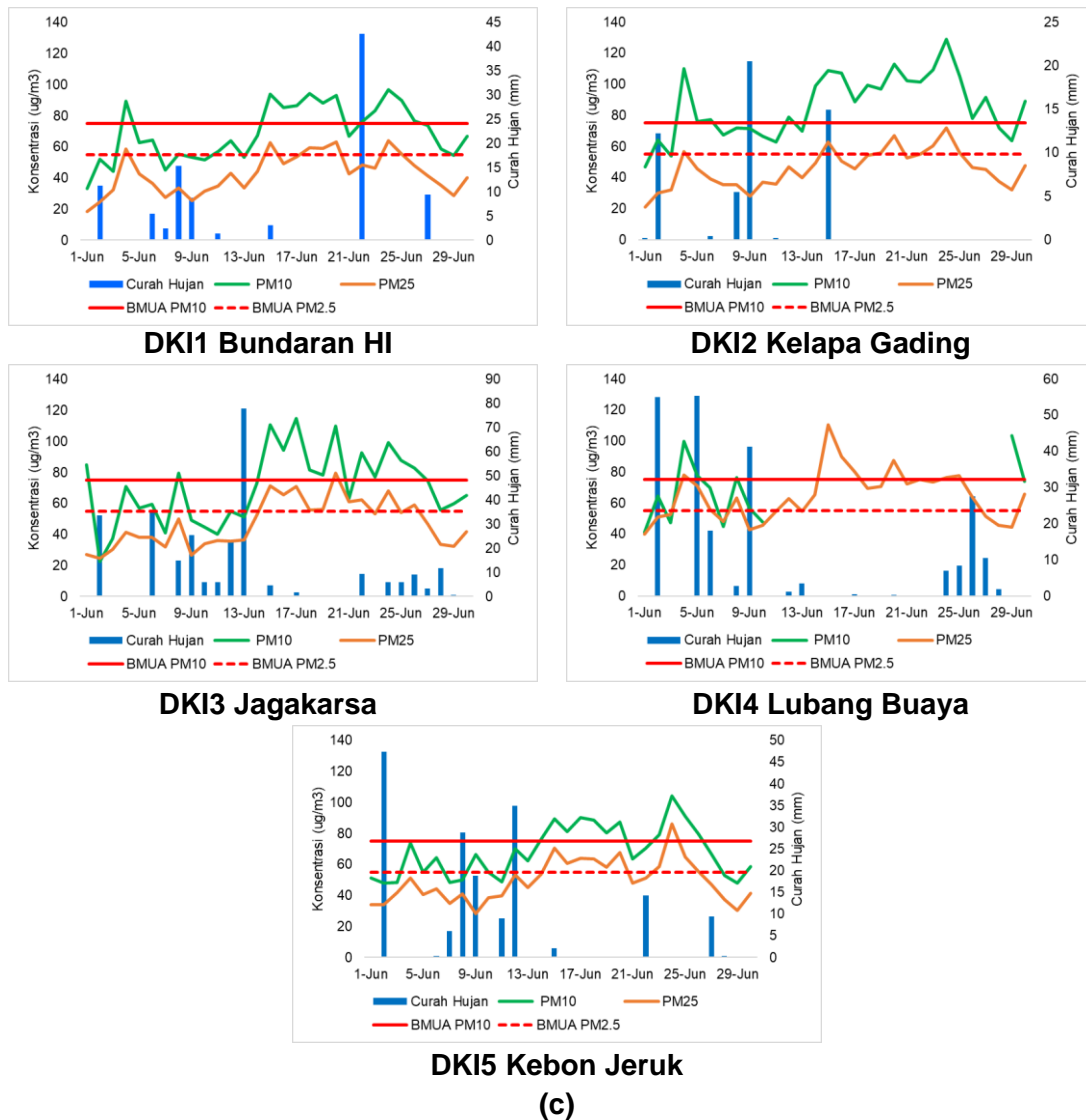 140
120
100
80
60
40
20
0
Konsentrasi (ug/m3)
45
40
35
30
25
20
15
10
5
0
Curah Hujan (mm)
1-Jun 5-Jun 9-Jun 13-Jun 17-Jun 21-Jun 25-Jun 29-Jun
Curah Hujan PM10 PM25
BMUA PM10 BMUA PM2.5
DKI1 Bundaran HI
140
120
100
80
60
40
20
0
Konsentrasi (ug/m3)
25
20
15
10
5
0
Curah Hujan (mm)
1-Jun 5-Jun 9-Jun 13-Jun 17-Jun 21-Jun 25-Jun 29-Jun
Curah Hujan PM10 PM25
BMUA PM10 BMUA PM2.5
DKI2 Kelapa Gading
140
120
100
80
60
40
20
0
Konsentrasi (ug/m3)
90
80
70
60
50
40
30
20
10
0
Curah Hujan (mm)
1-Jun 5-Jun 9-Jun 13-Jun 17-Jun 21-Jun 25-Jun 29-Jun
Curah Hujan PM10 PM25
BMUA PM10 BMUA PM2.5
DKI3 Jagakarsa
140
120
100
80
60
40
20
0
Konsentrasi (ug/m3)
60
50
40
30
20
10
0
Curah Hujan (mm)
1-Jun 5-Jun 9-Jun 13-Jun 17-Jun 21-Jun 25-Jun 29-Jun
Curah Hujan PM10 PM25
BMUA PM10 BMUA PM2.5
DKI4 Lubang Buaya
140
120
100
80
60
40
20
0
Konsentrasi (ug/m3)
50
45
40
35
30
25
20
15
10
5
0
Curah Hujan (mm)
1-Jun 5-Jun 9-Jun 13-Jun 17-Jun 21-Jun 25-Jun 29-Jun
Curah Hujan PM10 PM25
BMUA PM10 BMUA PM2.5
DKI5 Kebon Jeruk
(c)